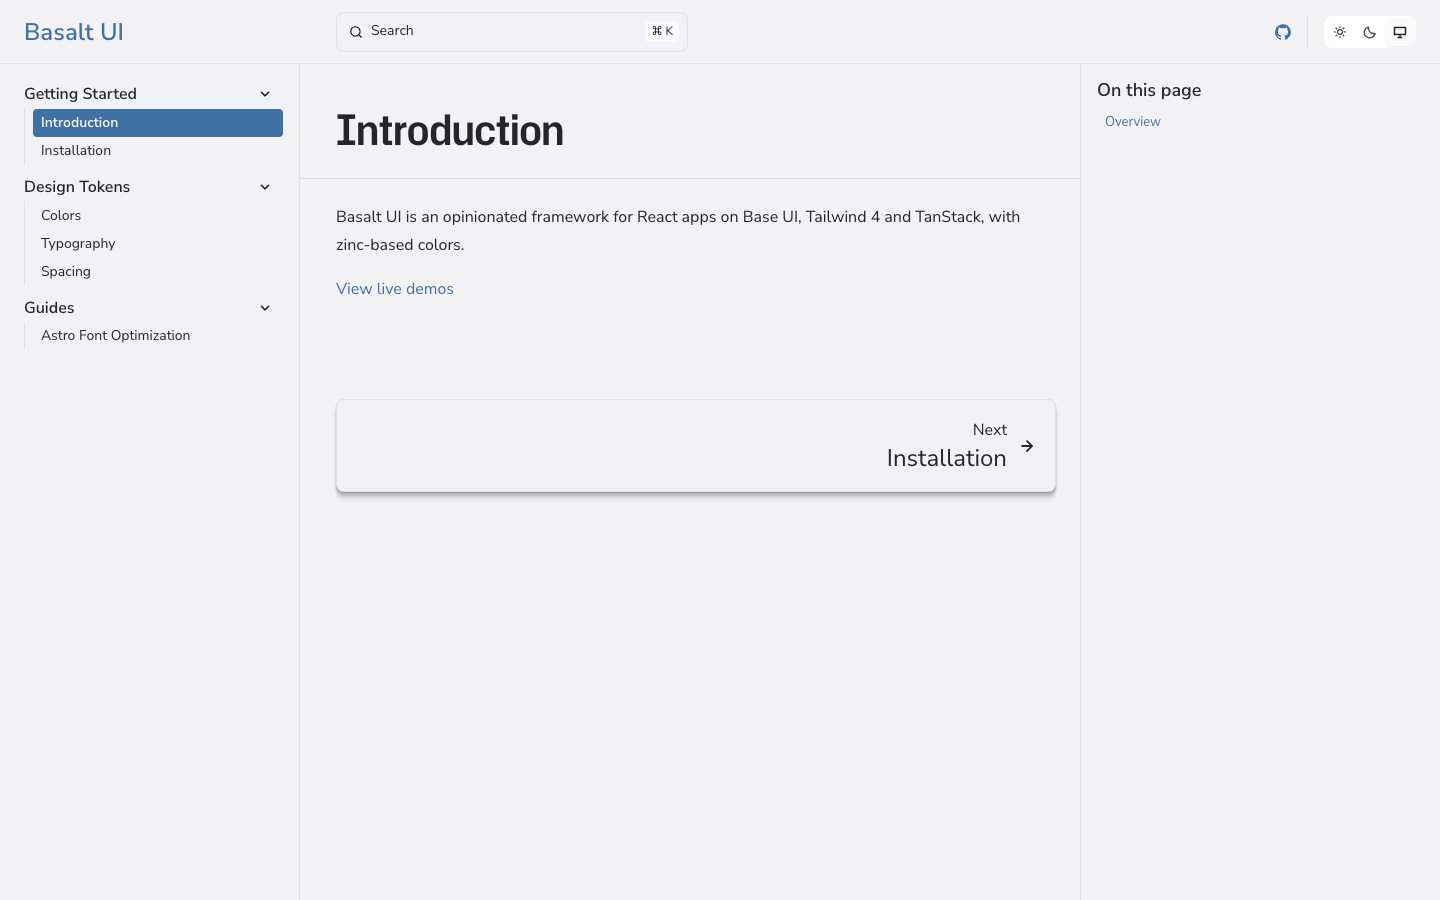 Basalt UI
Search
⌘ K
Getting Started
Introduction
Installation
Design Tokens
Colors
Typography
Spacing
Guides
Astro Font Optimization
Introduction
Basalt UI is an opinionated framework for React apps on Base UI, Tailwind 4 and TanStack, with
zinc-based colors.
View live demos
Next
Installation
On this page
Overview